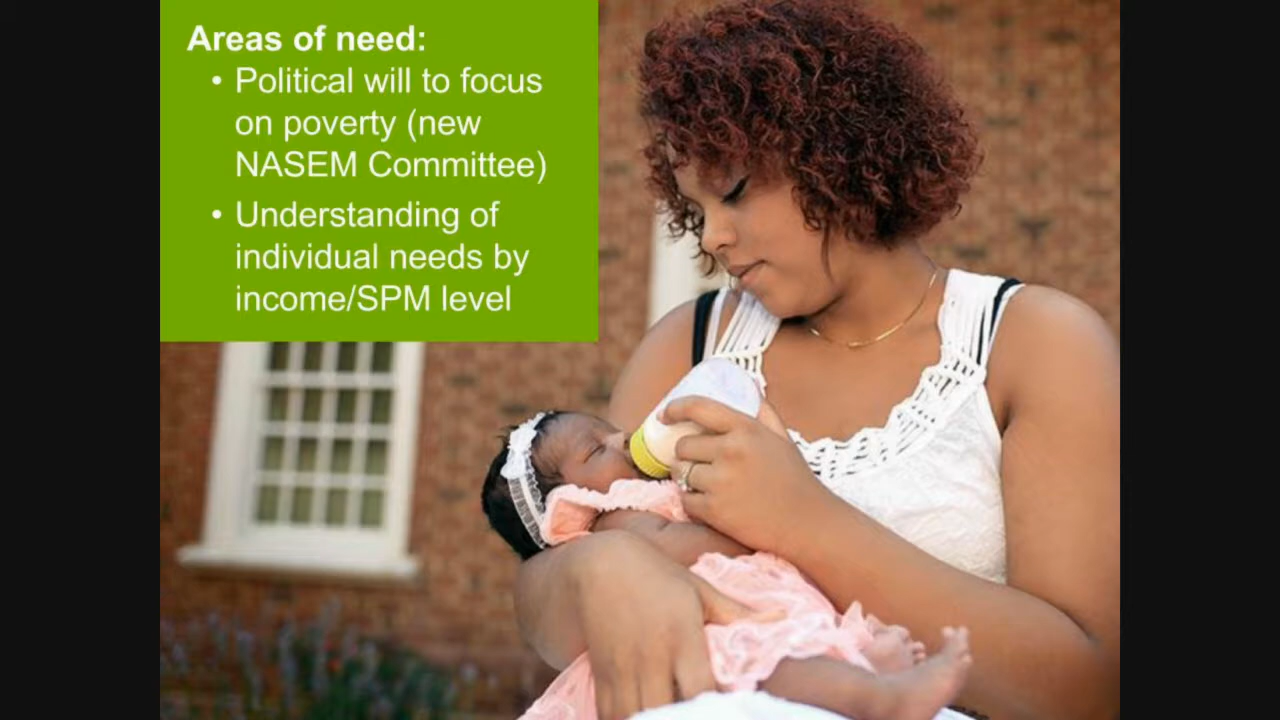 Areas of need:
• Political will to focus
on poverty (new
NASEM Committee)
• Understanding of
individual needs by
income/SPM level